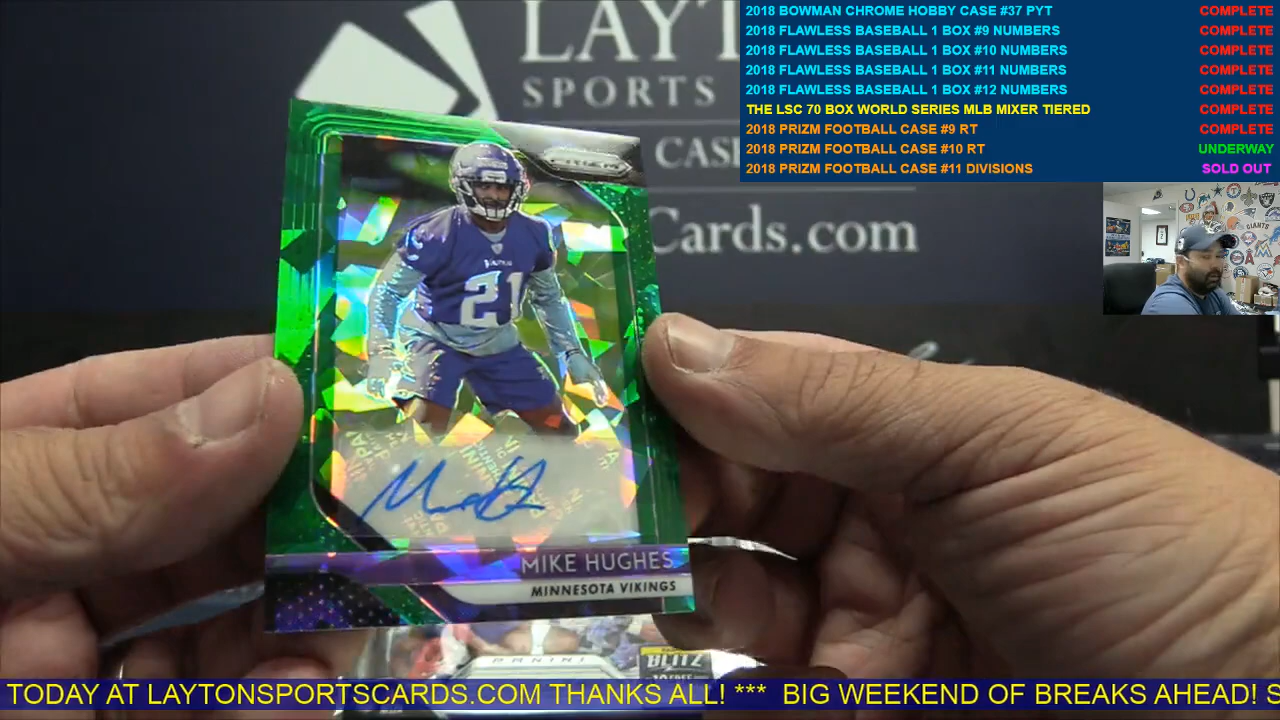 2018 BOWMAN CHROME HOBBY CASE #37 PYT COMPLETE
2018 FLAWLESS BASEBALL 1 BOX #9 NUMBERS COMPLETE
2018 FLAWLESS BASEBALL 1 BOX #10 NUMBERS COMPLETE
2018 FLAWLESS BASEBALL 1 BOX #11 NUMBERS COMPLETE
2018 FLAWLESS BASEBALL 1 BOX #12 NUMBERS COMPLETE
THE LSC 70 BOX WORLD SERIES MLB MIXER TIERED COMPLETE
2018 PRIZM FOOTBALL CASE #9 RT COMPLETE
2018 PRIZM FOOTBALL CASE #10 RT UNDERWAY
2018 PRIZM FOOTBALL CASE #11 DIVISIONS SOLD OUT
SPORTS
Cards.com
PRIZM
VIKINGS
21
MIKE HUGHES
MINNESOTA VIKINGS
PANINI
BLITZ
TODAY AT LAYTONSPORTSCARDS.COM THANKS ALL! *** BIG WEEKEND OF BREAKS AHEAD! S